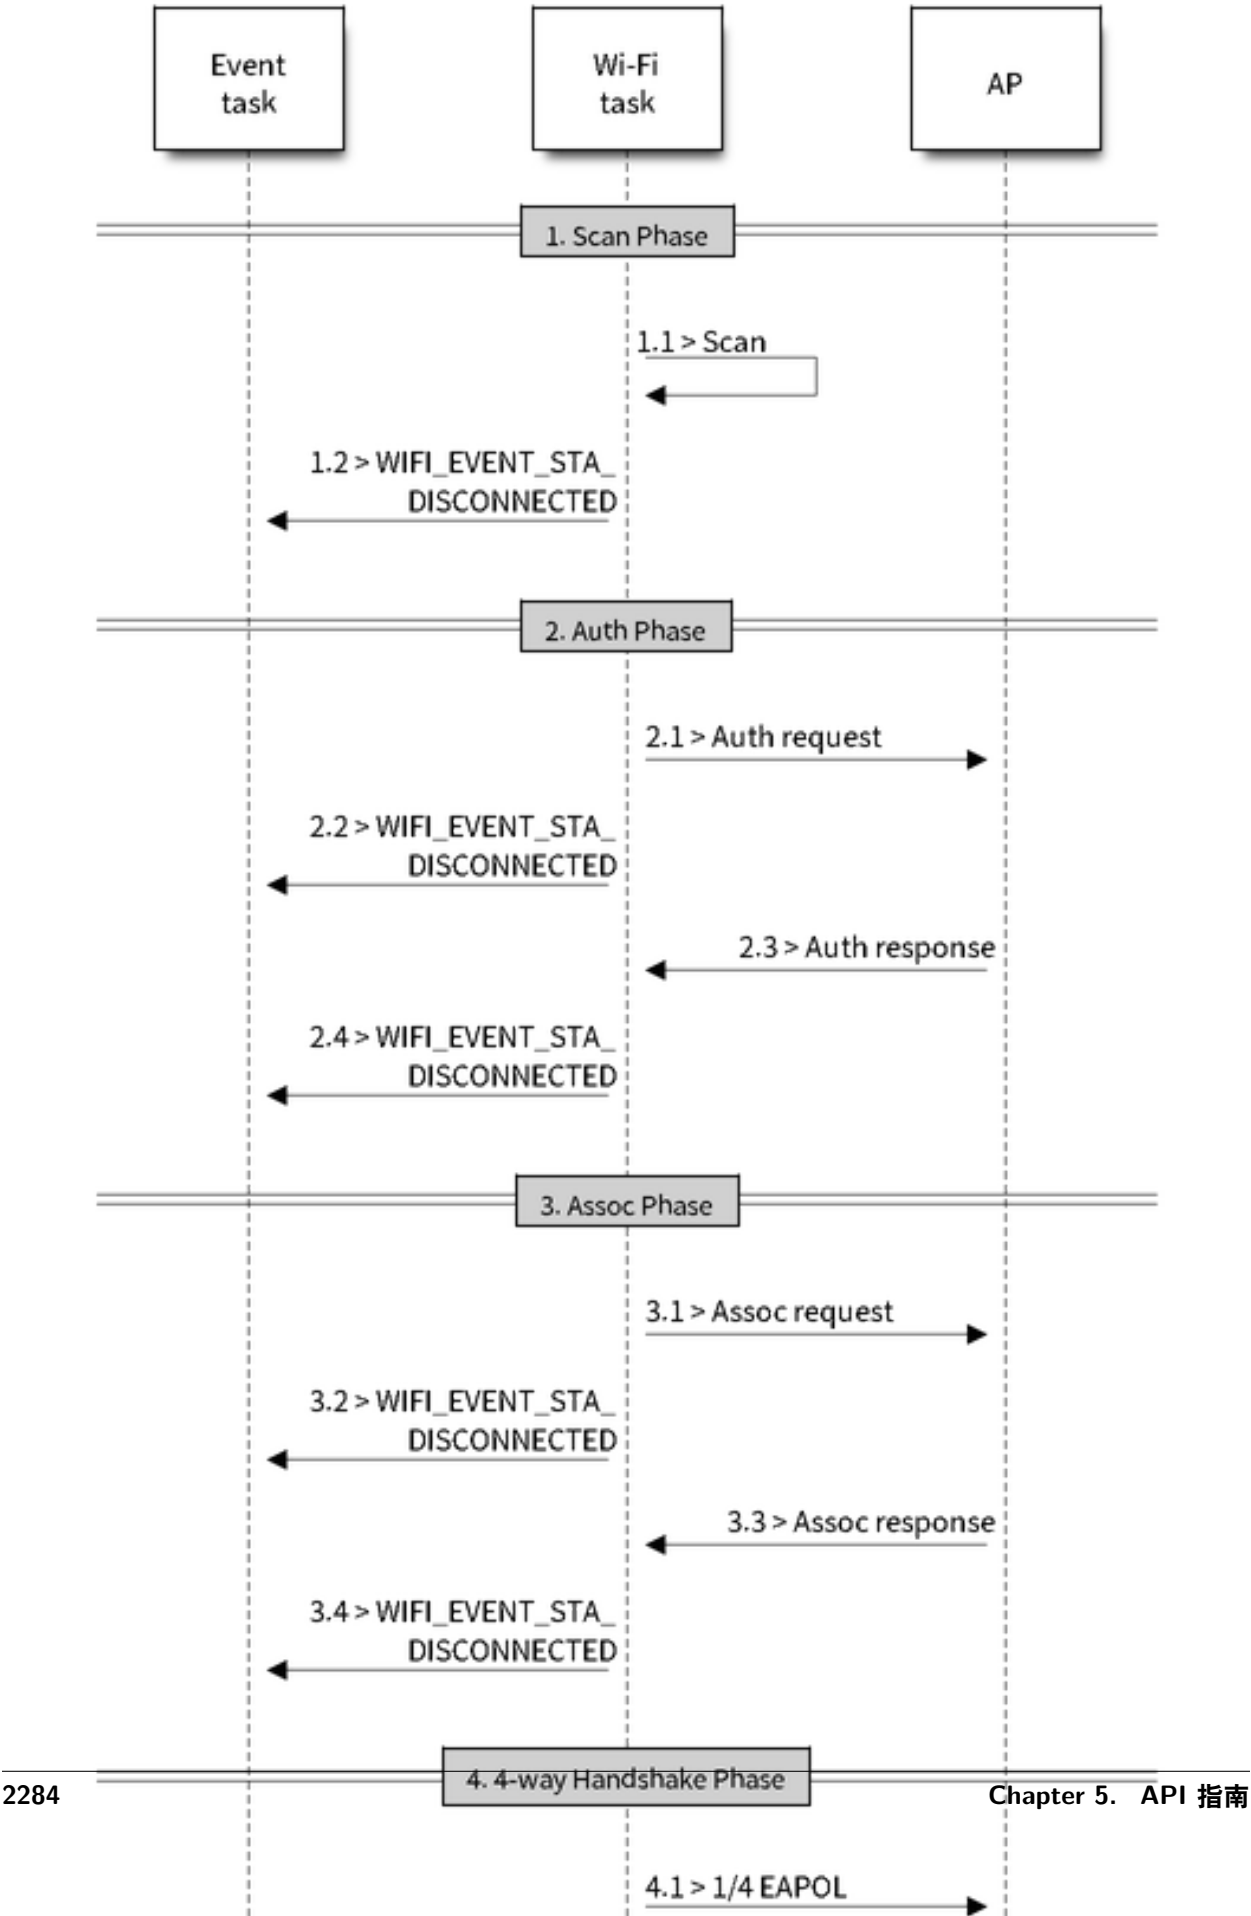 Event
task
Wi-Fi
task
AP
1. Scan Phase
1.1 > Scan
1.2 > WIFI_EVENT_STA_
DISCONNECTED
2. Auth Phase
2.1 > Auth request
2.2 > WIFI_EVENT_STA_
DISCONNECTED
2.3 > Auth response
2.4 > WIFI_EVENT_STA_
DISCONNECTED
3. Assoc Phase
3.1 > Assoc request
3.2 > WIFI_EVENT_STA_
DISCONNECTED
3.3 > Assoc response
3.4 > WIFI_EVENT_STA_
DISCONNECTED
4. 4-way Handshake Phase
2284
Chapter 5. API 指南
4.1 > 1/4 EAPOL